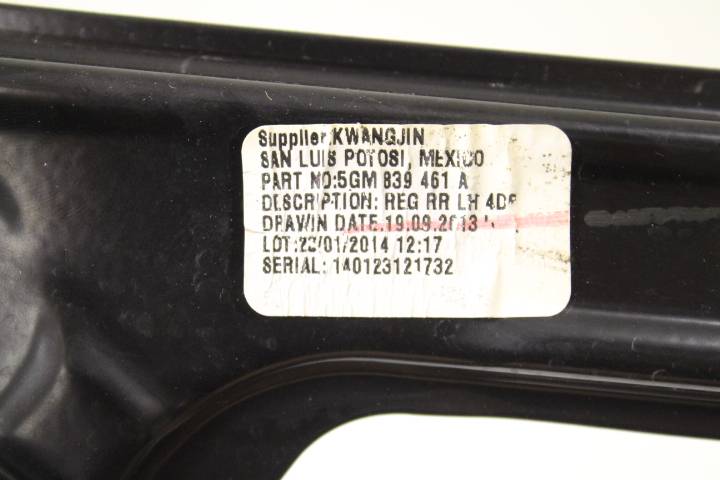 Supplier:KWANGJIN
SAN LUIS POTOSI, MEXICO
PART NO:5GM 839 461 A
DESCRIPTION: REG RR LH
DRAWIN DATE:19.09.2013
LOT:23/01/2014 12:17
SERIAL: 140123121732